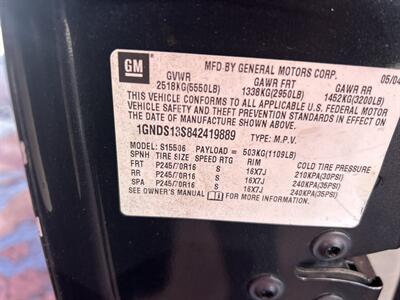 GM
MFD BY GENERAL MOTORS CORP. 05/04
GVWR GAWR FRT GAWR RR
2518KG(5550LB) 1338KG(2950LB) 1452KG(3200LB)
THIS VEHICLE CONFORMS TO ALL APPLICABLE U.S. FEDERAL MOTOR
VEHICLE SAFETY AND THEFT PREVENTION STANDARDS IN EFFECT ON
THE DATE OF MANUFACTURE SHOWN ABOVE.
1GNDS13S842419889 TYPE: M.P.V.
MODEL: S15506 PAYLOAD = 503KG(1109LB)
SPNH TIRE SIZE SPEED RTG RIM COLD TIRE PRESSURE
FRT P245/70R16 S 16X7J 210KPA(30PSI)
RR P245/70R16 S 16X7J 240KPA(35PSI)
SPA P245/70R16 S 16X7J 240KPA(35PSI)
SEE OWNER'S MANUAL FOR ADDITIONAL INFORMATION.